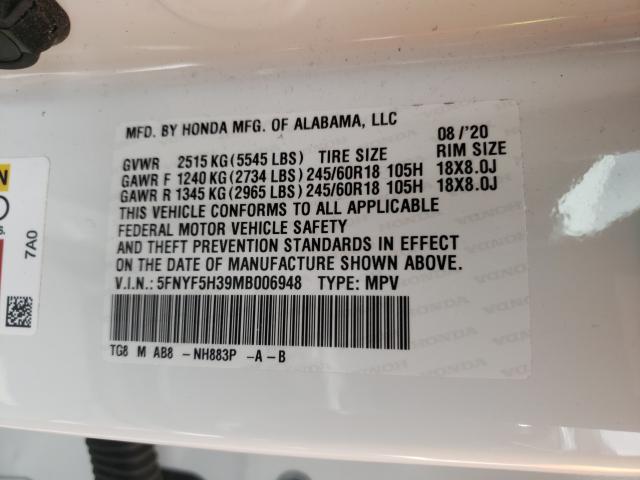 MFD. BY HONDA MFG. OF ALABAMA, LLC 08/'20
GVWR 2515 KG (5545 LBS) TIRE SIZE RIM SIZE
GAWR F 1240 KG (2734 LBS) 245/60R18 105H 18X8.0J
GAWR R 1345 KG (2965 LBS) 245/60R18 105H 18X8.0J
THIS VEHICLE CONFORMS TO ALL APPLICABLE
FEDERAL MOTOR VEHICLE SAFETY
AND THEFT PREVENTION STANDARDS IN EFFECT
ON THE DATE OF MANUFACTURE SHOWN ABOVE.
V.I.N.: 5FNYF5H39MB006948 TYPE: MPV
TG8 M AB8 - NH883P - A - B
7A0
HONDA HONDA HONDA